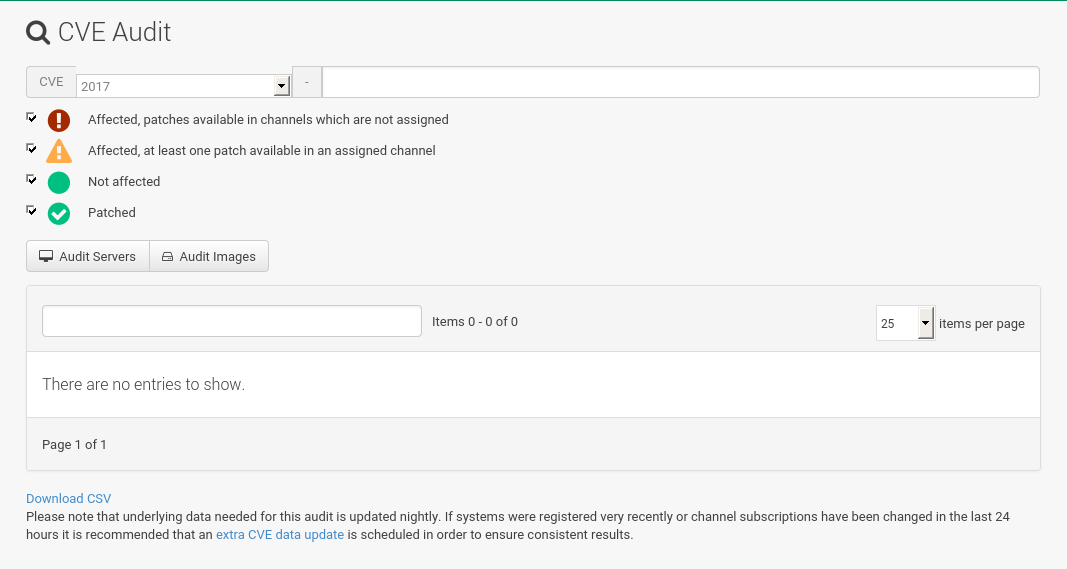 CVE Audit
CVE 2017 -
Affected, patches available in channels which are not assigned
Affected, at least one patch available in an assigned channel
Not affected
Patched
Audit Servers Audit Images
Items 0 - 0 of 0 25 items per page
There are no entries to show.
Page 1 of 1
Download CSV
Please note that underlying data needed for this audit is updated nightly. If systems were registered very recently or channel subscriptions have been changed in the last 24
hours it is recommended that an extra CVE data update is scheduled in order to ensure consistent results.